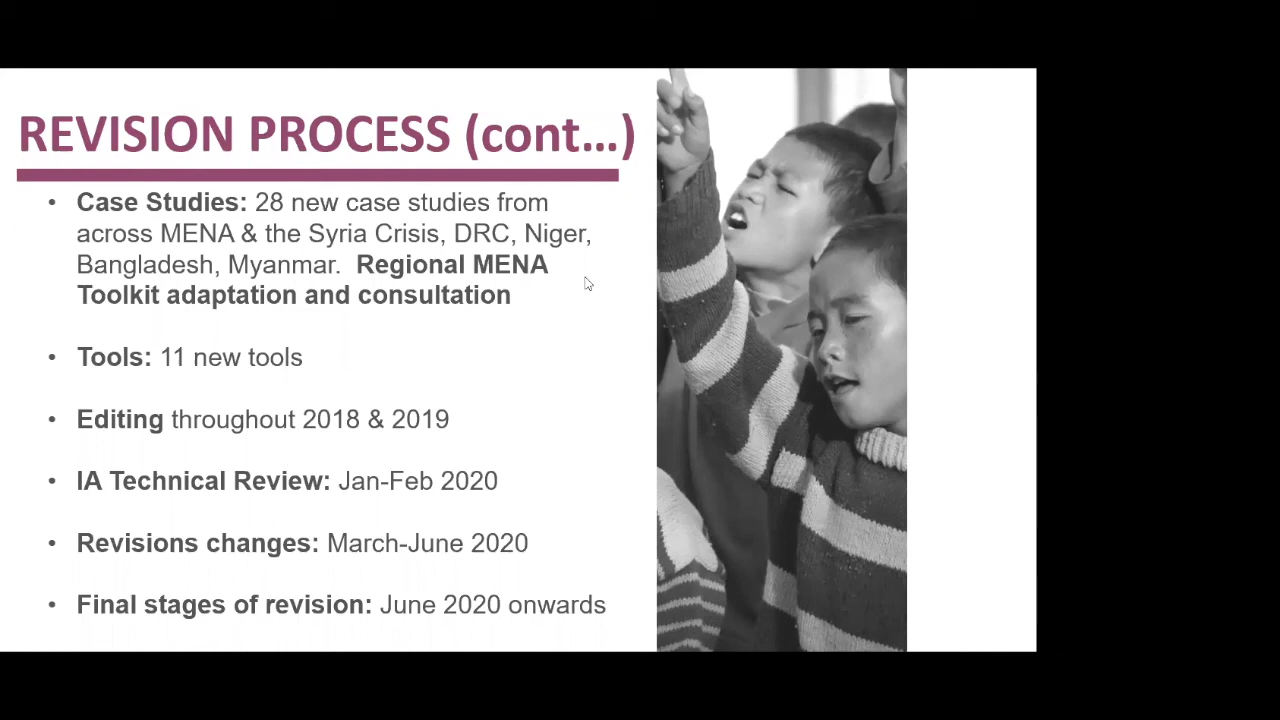 REVISION PROCESS (cont...)
• Case Studies: 28 new case studies from
across MENA & the Syria Crisis, DRC, Niger,
Bangladesh, Myanmar. Regional MENA
Toolkit adaptation and consultation
• Tools: 11 new tools
• Editing throughout 2018 & 2019
• IA Technical Review: Jan-Feb 2020
• Revisions changes: March-June 2020
• Final stages of revision: June 2020 onwards